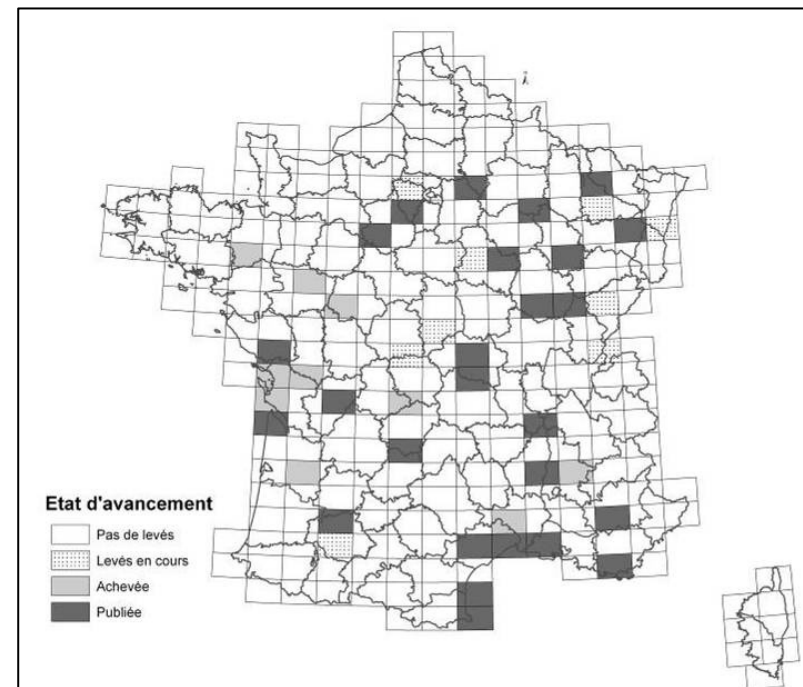 Etat d'avancement
Pas de levés
Levés en cours
Achevée
Publiée